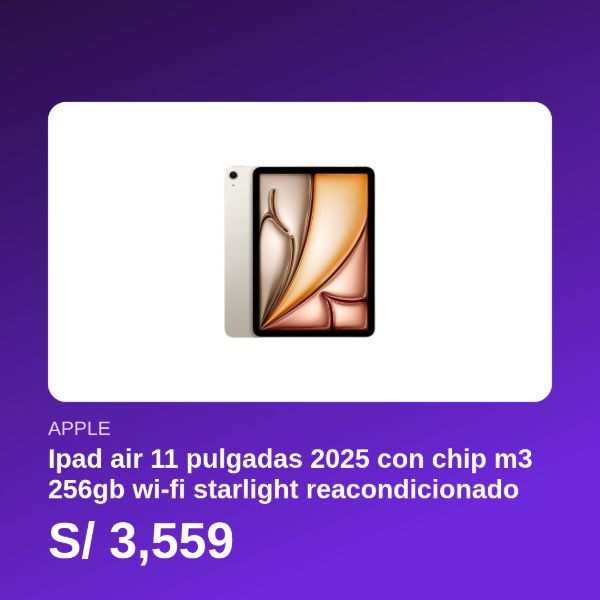 APPLE
Ipad air 11 pulgadas 2025 con chip m3
256gb wi-fi starlight reacondicionado
S/ 3,559